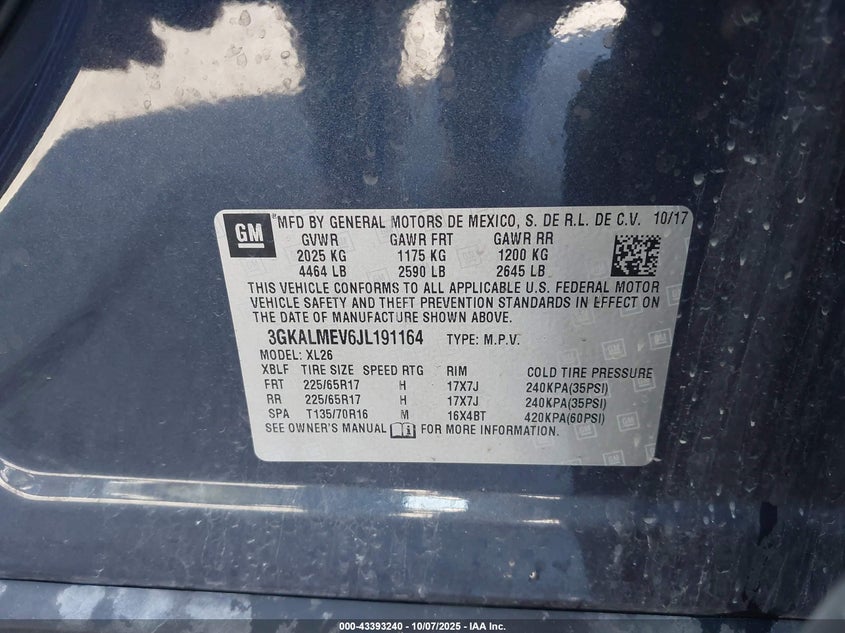 GM
MFD BY GENERAL MOTORS DE MEXICO, S. DE R.L. DE C.V. 10/17
GVWR GAWR FRT GAWR RR
2025 KG 1175 KG 1200 KG
4464 LB 2590 LB 2645 LB
THIS VEHICLE CONFORMS TO ALL APPLICABLE U.S. FEDERAL MOTOR
VEHICLE SAFETY AND THEFT PREVENTION STANDARDS IN EFFECT ON
THE DATE OF MANUFACTURE SHOWN ABOVE.
3GKALMEV6JL191164 TYPE: M.P.V.
MODEL: XL26
XBLF TIRE SIZE SPEED RTG RIM COLD TIRE PRESSURE
FRT 225/65R17 H 17X7J 240KPA(35PSI)
RR 225/65R17 H 17X7J 240KPA(35PSI)
SPA T135/70R16 M 16X4BT 420KPA(60PSI)
SEE OWNER'S MANUAL FOR MORE INFORMATION.
000-43393240 - 10/07/2025 - IAA Inc.